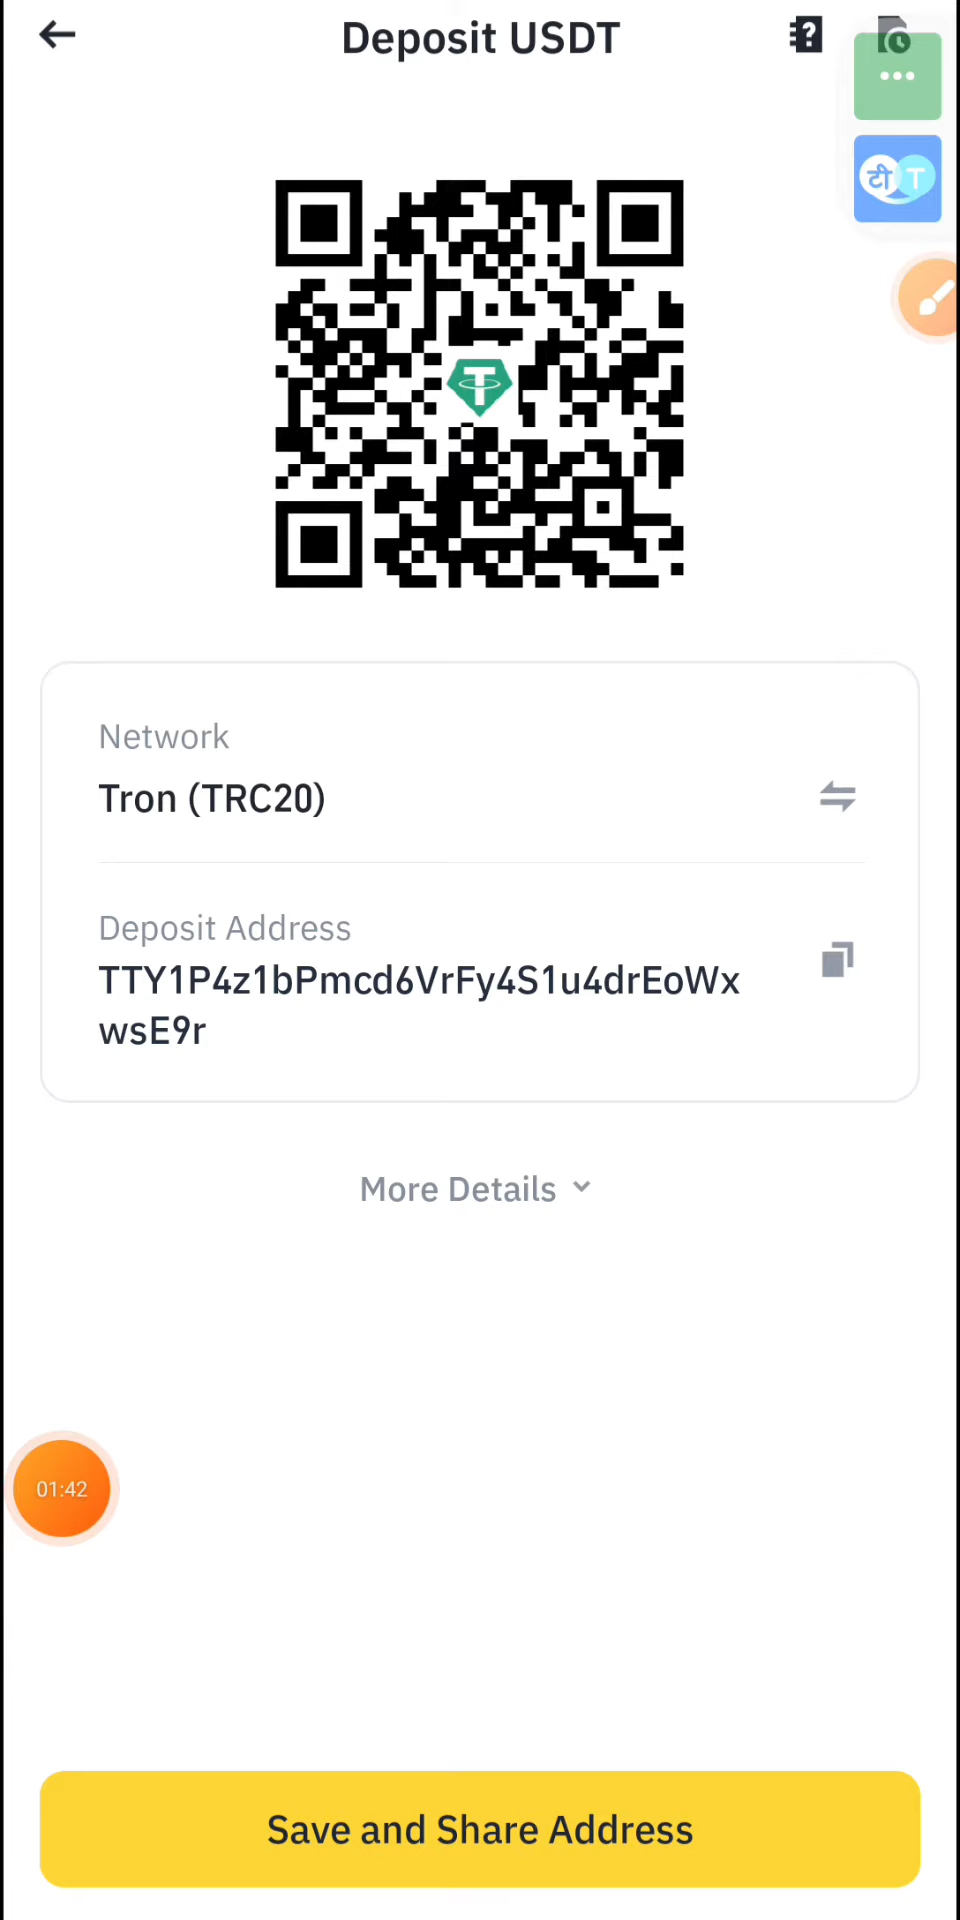 Deposit USDT
टी T
Network
Tron (TRC20)
Deposit Address
TTY1P4z1bPmcd6VrFy4S1u4drEoWx
wsE9r
More Details
01:42
Save and Share Address